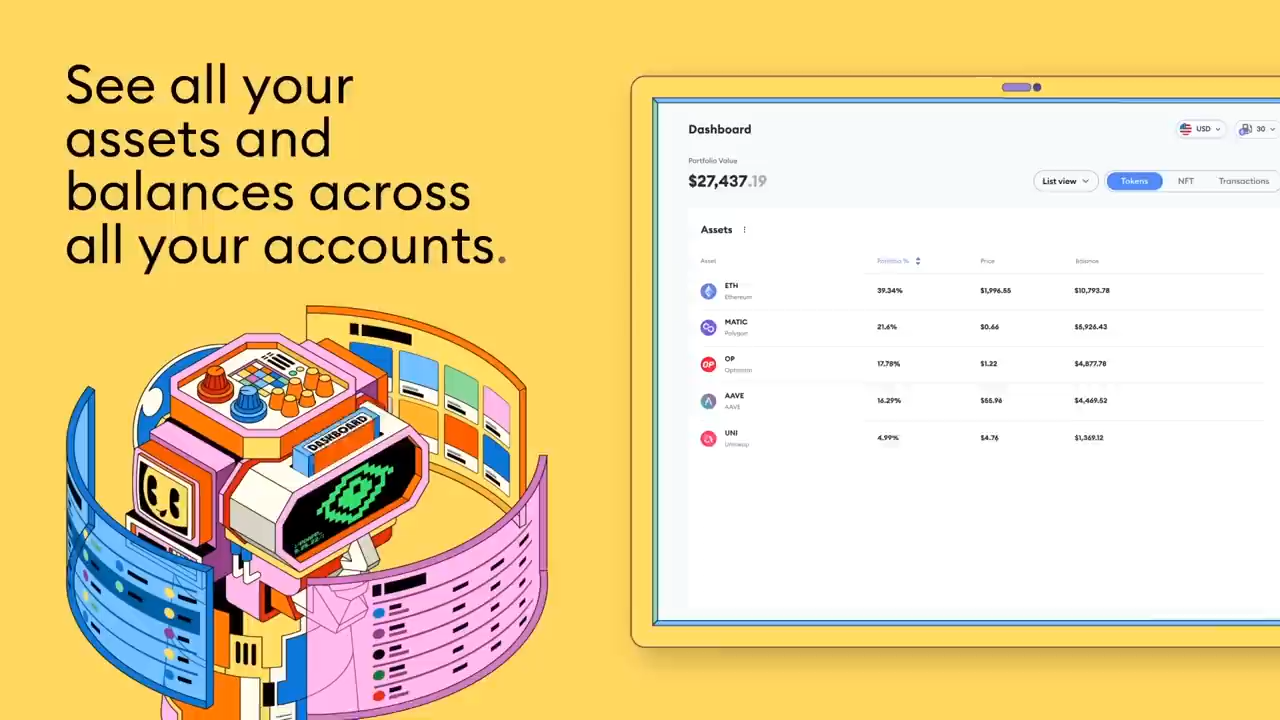 See all your
assets and
balances across
all your accounts.
Dashboard
USD
30
Portfolio Value
$27,437.19
List view
Tokens
NFT
Transactions
Assets
Asset
Portfolio %
Price
Balance
ETH
Ethereum
39.34%
$1,996.55
$10,793.78
MATIC
Polygon
21.6%
$0.66
$5,926.43
OP
Optimism
17.78%
$1.22
$4,877.78
AAVE
AAVE
16.29%
$55.96
$4,469.52
UNI
Uniswap
4.99%
$4.76
$1,369.12
DASHBOARD